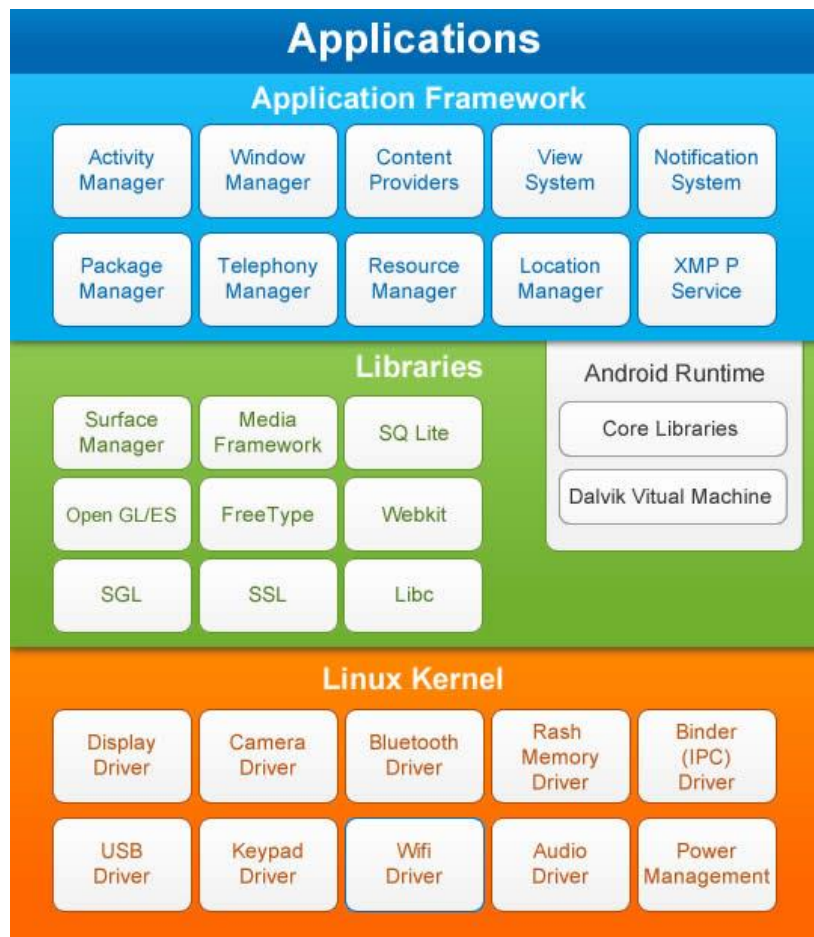 Applications
Application Framework
Activity
Manager
Window
Manager
Content
Providers
View
System
Notification
System
Package
Manager
Telephony
Manager
Resource
Manager
Location
Manager
XMP P
Service
Libraries
Surface
Manager
Media
Framework
SQ Lite
Open GL/ES
FreeType
Webkit
SGL
SSL
Libc
Android Runtime
Core Libraries
Dalvik Vitual Machine
Linux Kernel
Display
Driver
Camera
Driver
Bluetooth
Driver
Rash
Memory
Driver
Binder
(IPC)
Driver
USB
Driver
Keypad
Driver
Wifi
Driver
Audio
Driver
Power
Management